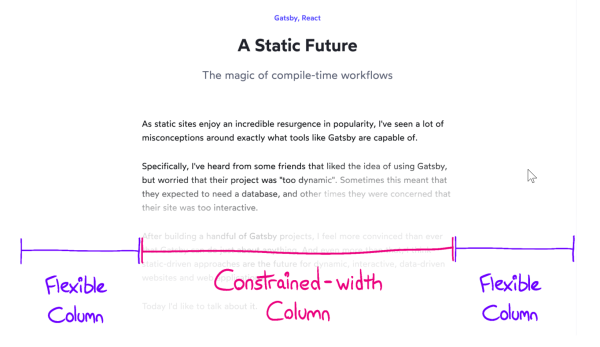 Gatsby, React
A Static Future
The magic of compile-time workflows
As static sites enjoy an incredible resurgence in popularity, I've seen a lot of
misconceptions around exactly what tools like Gatsby are capable of.
Specifically, I've heard from some friends that liked the idea of using Gatsby,
but worried that their project was "too dynamic". Sometimes this meant that
they expected to need a database, and other times they were concerned that
their site was too interactive.
After building a handful of Gatsby projects, I feel more convinced than ever
static-driven approaches are the future for dynamic, interactive, data-driven
websites and web
Today I'd like to talk about it.
Flexible
Column
Constrained-width
Column
Flexible
Column